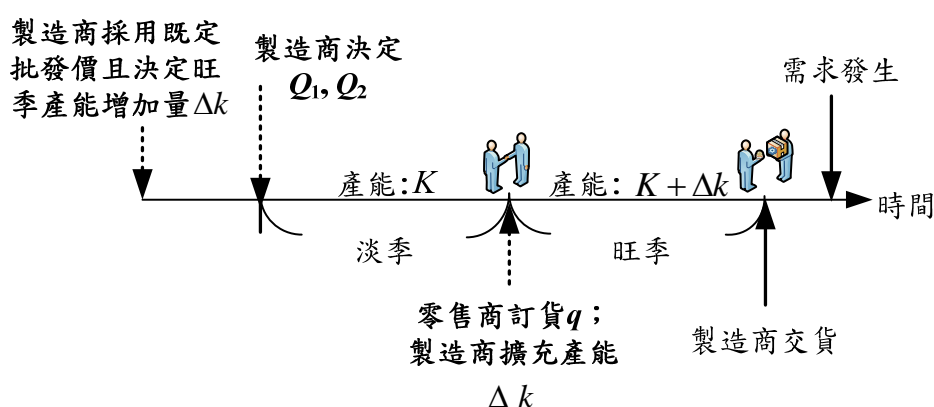 製造商採用既定
批發價且決定旺
季產能增加量Δk
製造商決定
Q₁, Q₂
需求發生
產能:K
產能: K + Δk
時間
淡季
旺季
零售商訂貨q；
製造商擴充產能
Δ k
製造商交貨